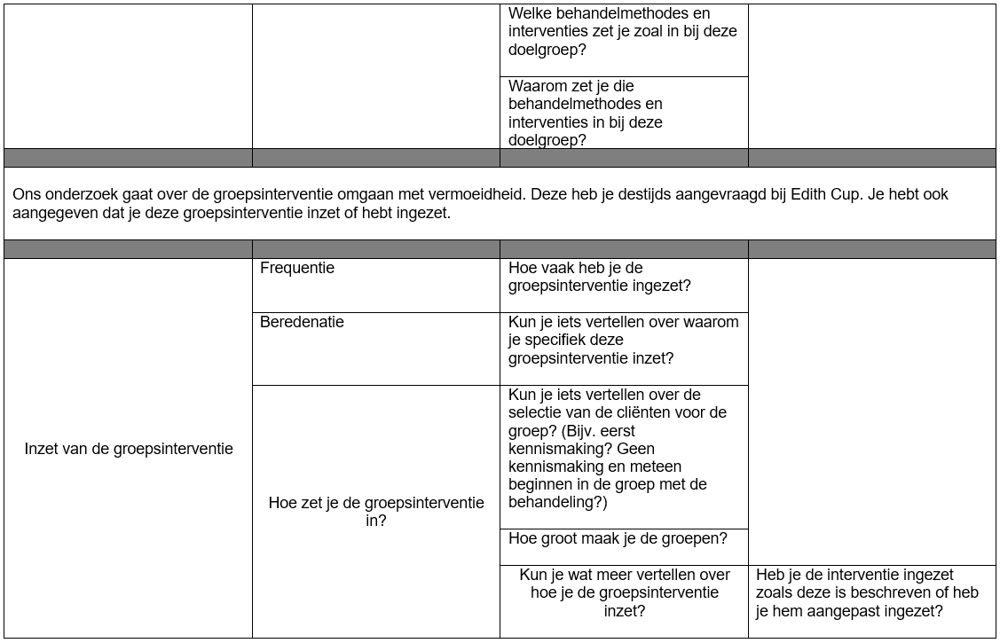 Welke behandelmethodes en
interventies zet je zoal in bij deze
doelgroep?
Waarom zet je die
behandelmethodes en
interventies in bij deze
doelgroep?
Ons onderzoek gaat over de groepsinterventie omgaan met vermoeidheid. Deze heb je destijds aangevraagd bij Edith Cup. Je hebt ook
aangegeven dat je deze groepsinterventie inzet of hebt ingezet.
Inzet van de groepsinterventie
Frequentie
Hoe vaak heb je de
groepsinterventie ingezet?
Beredenatie
Kun je iets vertellen over waarom
je specifiek deze
groepsinterventie inzet?
Hoe zet je de groepsinterventie
in?
Kun je iets vertellen over de
selectie van de cliënten voor de
groep? (Bijv. eerst
kennismaking? Geen
kennismaking en meteen
beginnen in de groep met de
behandeling?)
Hoe groot maak je de groepen?
Kun je wat meer vertellen over
hoe je de groepsinterventie
inzet?
Heb je de interventie ingezet
zoals deze is beschreven of heb
je hem aangepast ingezet?